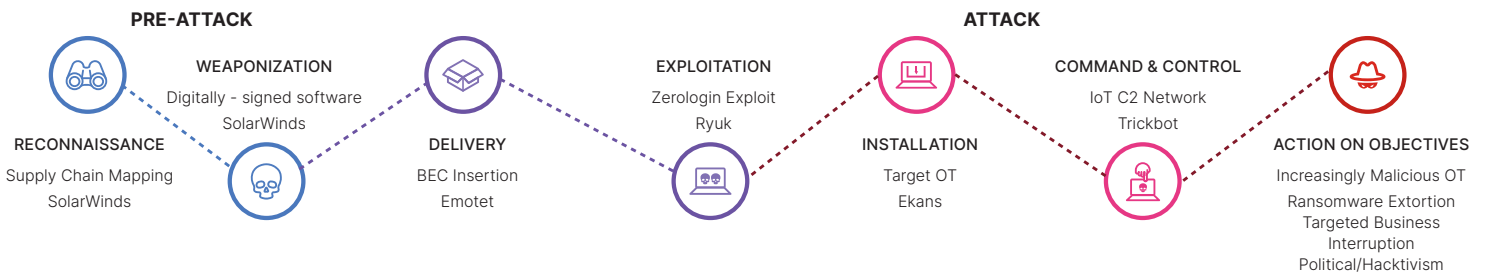 PRE-ATTACK
ATTACK
RECONNAISSANCE
Supply Chain Mapping
SolarWinds
WEAPONIZATION
Digitally - signed software
SolarWinds
DELIVERY
BEC Insertion
Emotet
EXPLOITATION
Zerologin Exploit
Ryuk
INSTALLATION
Target OT
Ekans
COMMAND & CONTROL
IoT C2 Network
Trickbot
ACTION ON OBJECTIVES
Increasingly Malicious OT
Ransomware Extortion
Targeted Business
Interruption
Political/Hacktivism